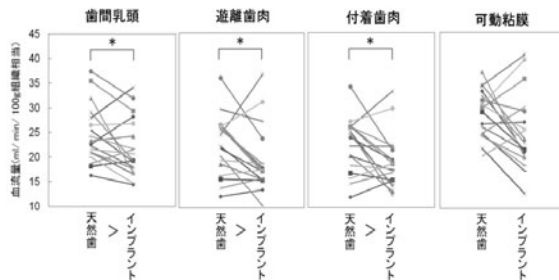 歯間乳頭
遊離歯肉
付着歯肉
可動粘膜
血流量(ml/min/100g組織相当)
45
40
35
30
25
20
15
10
*
*
*
天然歯
>
インプラント
天然歯
>
インプラント
天然歯
>
インプラント
天然歯
インプラント